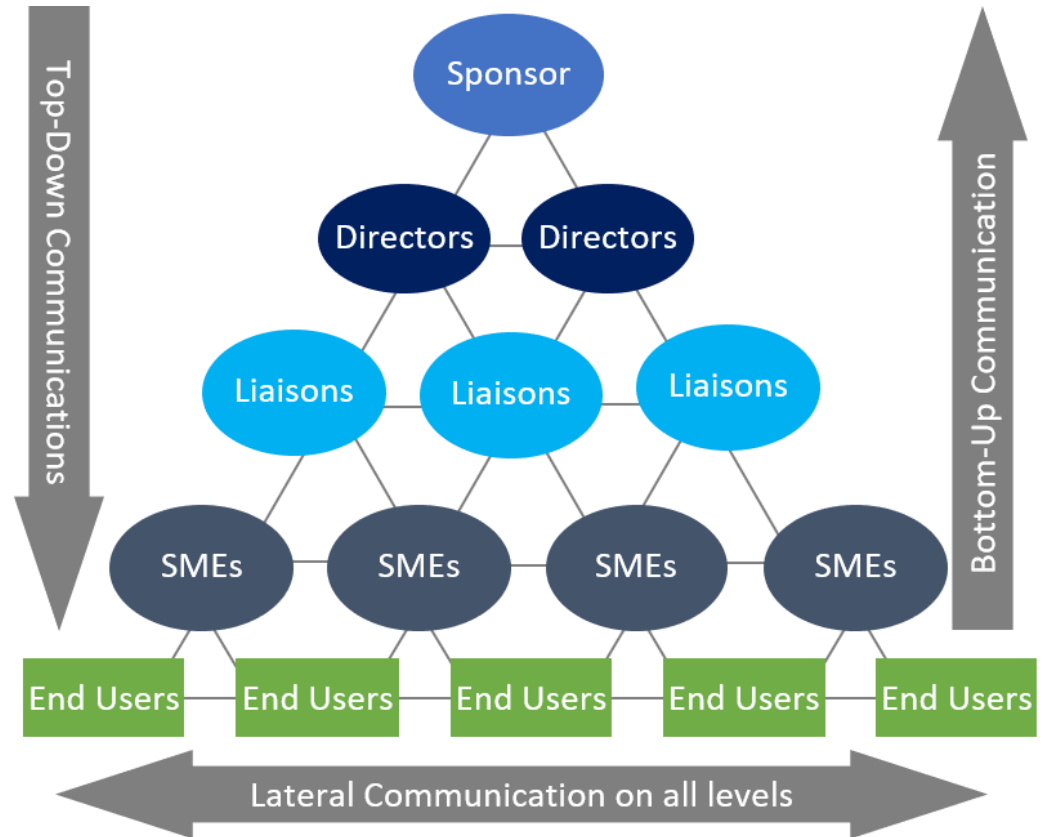 Top-Down Communications
Sponsor
Bottom-Up Communication
Directors
Directors
Liaisons
Liaisons
Liaisons
SMEs
SMEs
SMEs
SMEs
End Users
End Users
End Users
End Users
End Users
Lateral Communication on all levels